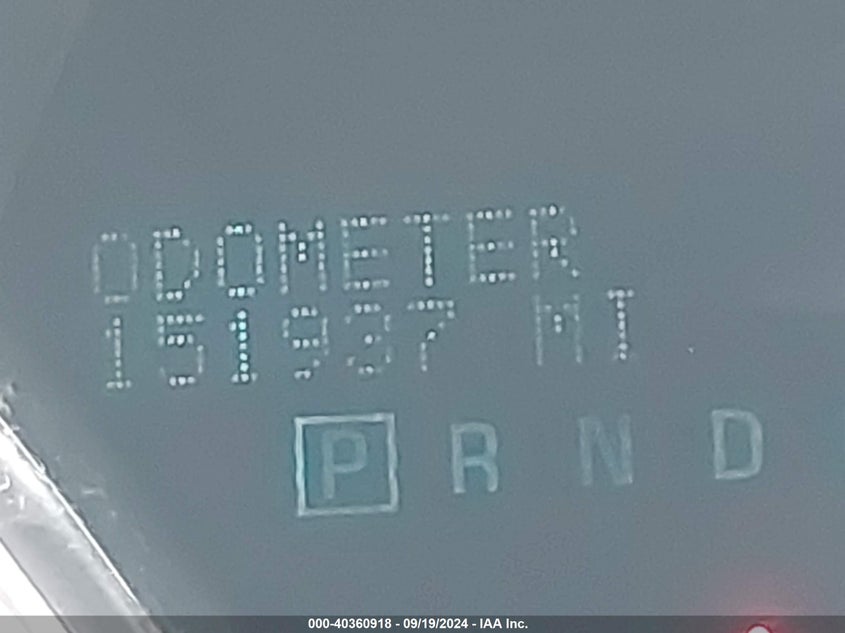 ODOMETER
151937 MI
P R N D
000-40360918 - 09/19/2024 - IAA Inc.